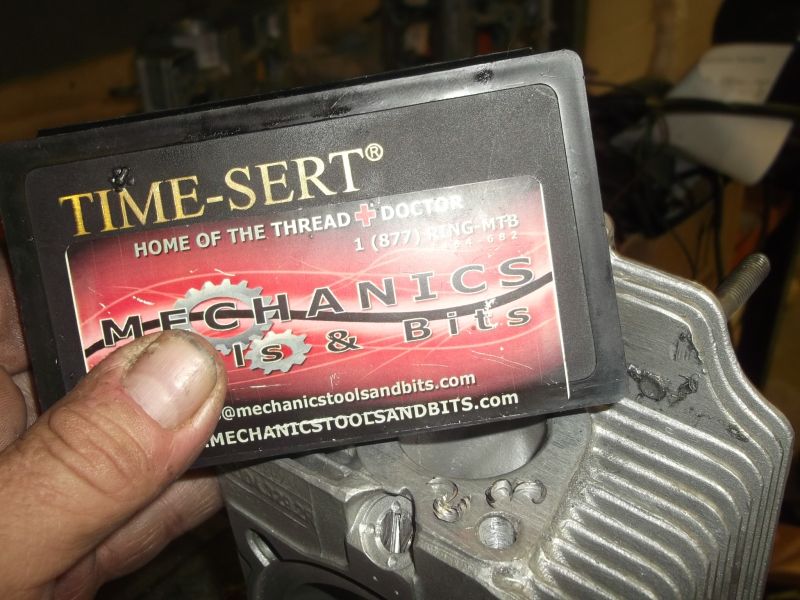 TIME-SERT®
HOME OF THE THREAD + DOCTOR
1 (877) RING-MTB
MECHANICS
& Bits
@mechanicstoolsandbits.com
.MECHANICSTOOLSANDBITS.COM